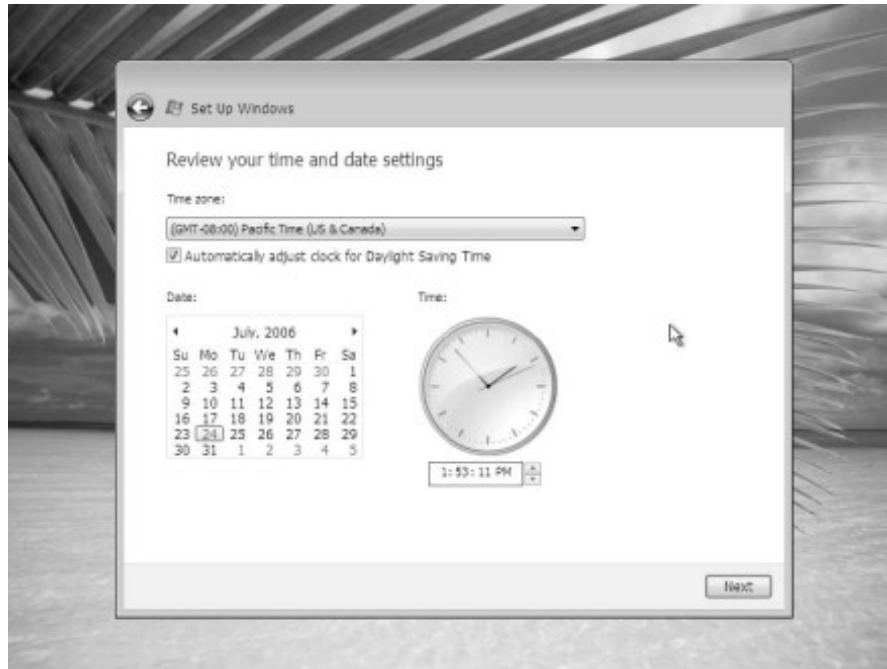 Set Up Windows
Review your time and date settings
Time zone:
(GMT-08:00) Pacific Time (US & Canada)
Automatically adjust clock for Daylight Saving Time
Date:
Time:
July, 2006
Su Mo Tu We Th Fr Sa
25 26 27 28 29 30 1
2 3 4 5 6 7 8
9 10 11 12 13 14 15
16 17 18 19 20 21 22
23 24 25 26 27 28 29
30 31 1 2 3 4 5
1:53:11 PM
Next